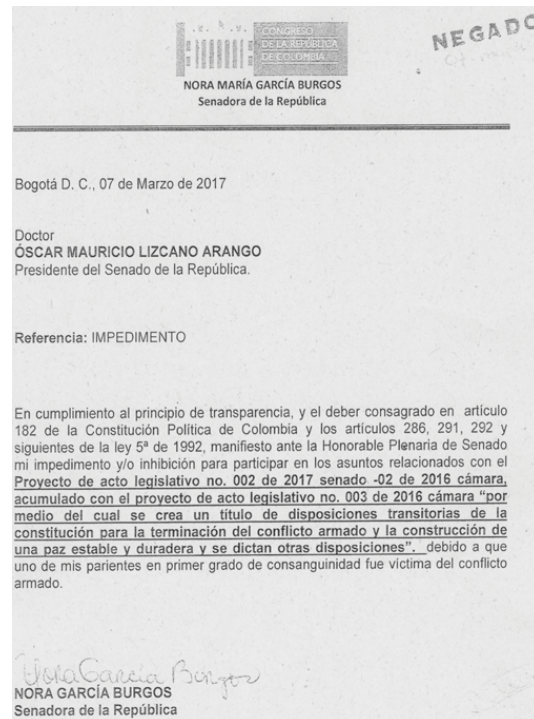 CONGRESO
DE LA REPÚBLICA
DE COLOMBIA
NEGADO
07
NORA MARÍA GARCÍA BURGOS
Senadora de la República
Bogotá D. C., 07 de Marzo de 2017
Doctor
ÓSCAR MAURICIO LIZCANO ARANGO
Presidente del Senado de la República.
Referencia: IMPEDIMENTO
En cumplimiento al principio de transparencia, y el deber consagrado en artículo
182 de la Constitución Política de Colombia y los artículos 286, 291, 292 y
siguientes de la ley 5ª de 1992, manifiesto ante la Honorable Plenaria de Senado
mi impedimento y/o inhibición para participar en los asuntos relacionados con el
Proyecto de acto legislativo no. 002 de 2017 senado -02 de 2016 cámara,
acumulado con el proyecto de acto legislativo no. 003 de 2016 cámara “por
medio del cual se crea un título de disposiciones transitorias de la
constitución para la terminación del conflicto armado y la construcción de
una paz estable y duradera y se dictan otras disposiciones”. debido a que
uno de mis parientes en primer grado de consanguinidad fue víctima del conflicto
armado.
Nora García Burgos
NORA GARCÍA BURGOS
Senadora de la República